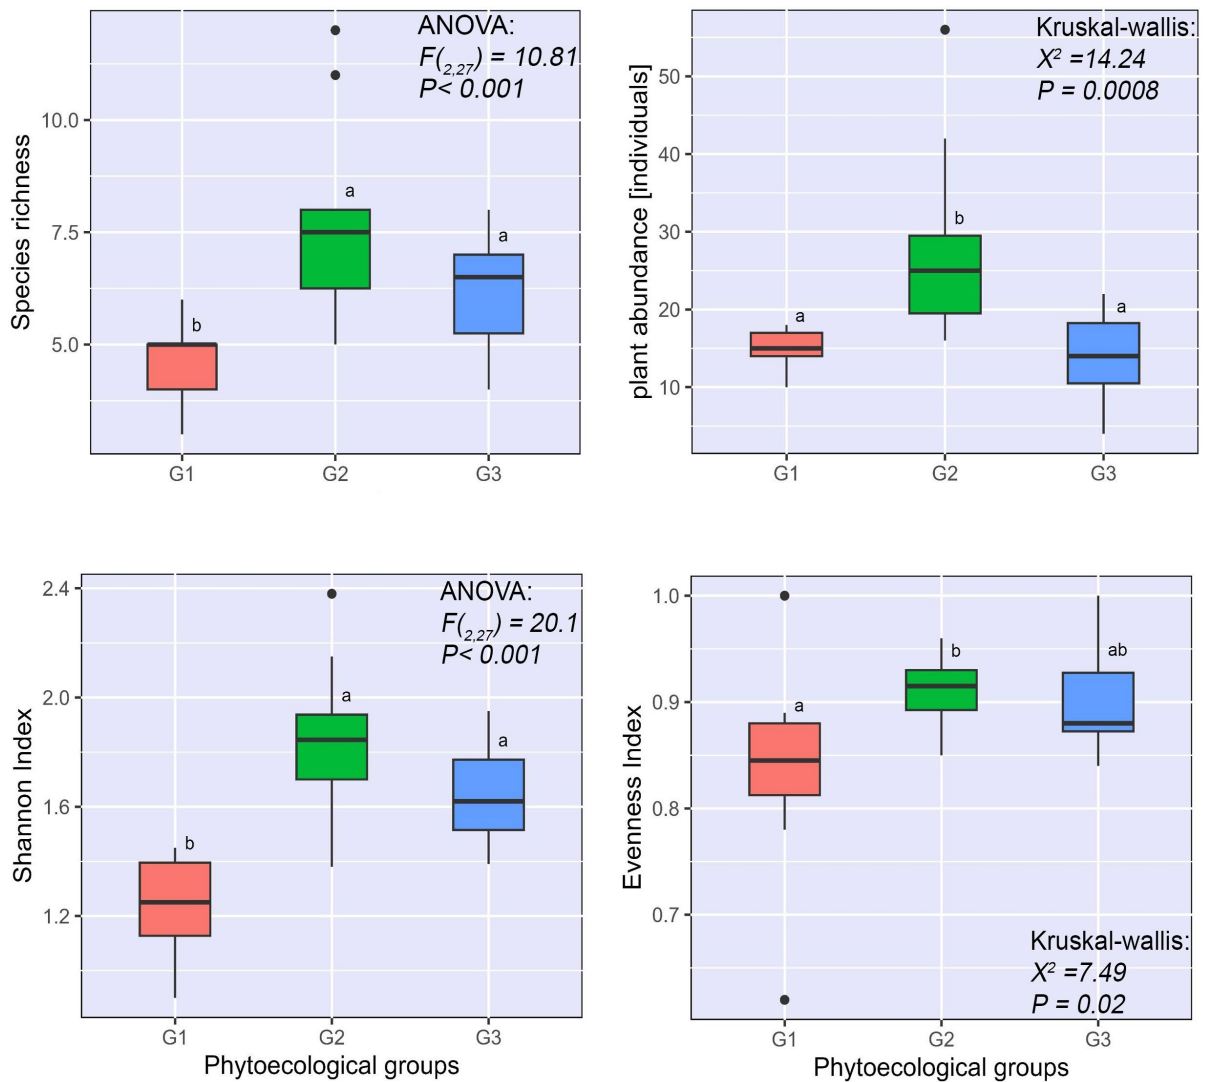 ANOVA:
F(2,27) = 10.81
P< 0.001
Species richness
10.0
7.5
5.0
a
a
b
G1 G2 G3
Kruskal-wallis:
X² =14.24
P = 0.0008
plant abundance [individuals]
50
40
30
20
10
b
a
a
G1 G2 G3
ANOVA:
F(2,27) = 20.1
P< 0.001
Shannon Index
2.4
2.0
1.6
1.2
a
a
b
G1 G2 G3
Phytoecological groups
Evenness Index
1.0
0.9
0.8
0.7
b
ab
a
Kruskal-wallis:
X² =7.49
P = 0.02
G1 G2 G3
Phytoecological groups